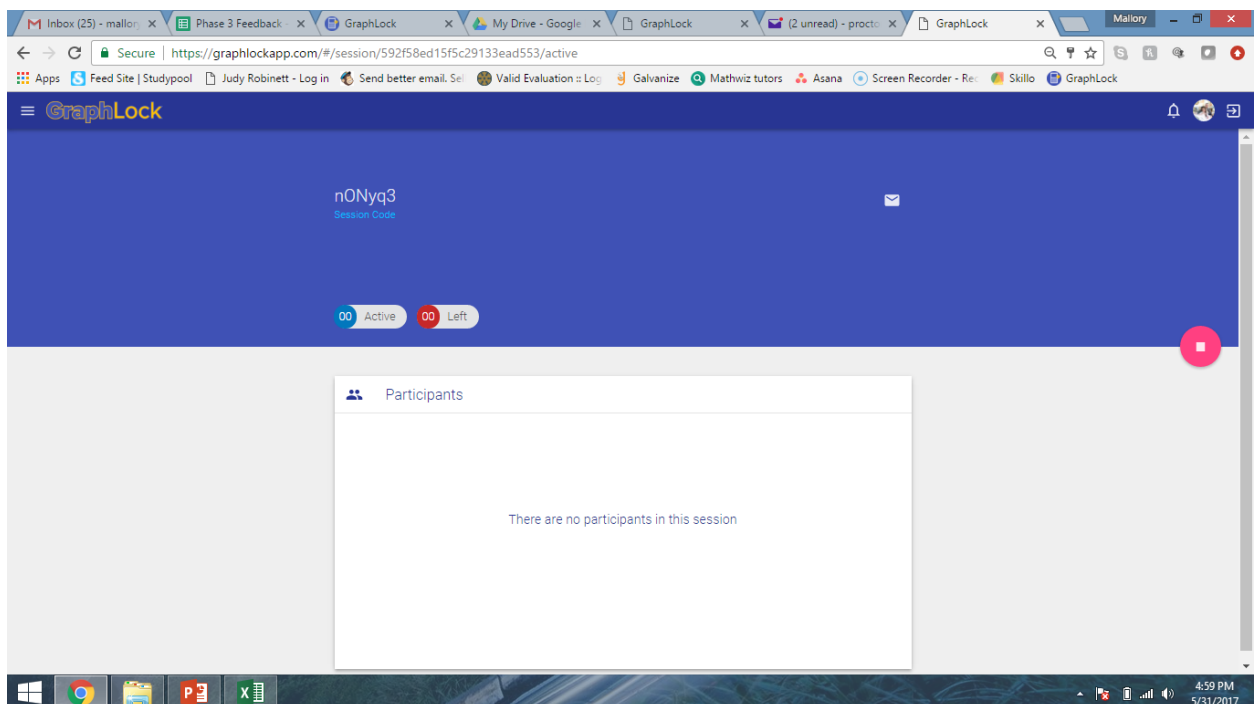 Inbox (25) - mallor Phase 3 Feedback - GraphLock My Drive - Google GraphLock (2 unread) - procto GraphLock Mallory
Secure | https://graphlockapp.com/#/session/592f58ed15f5c29133ead553/active
Apps Feed Site | Studypool Judy Robinett - Log in Send better email. Sel Valid Evaluation :: Log Galvanize Mathwiz tutors Asana Screen Recorder - Rec Skillo GraphLock
GraphLock
nONyq3
Session Code
00 Active 00 Left
Participants
There are no participants in this session
4:59 PM
5/31/2017